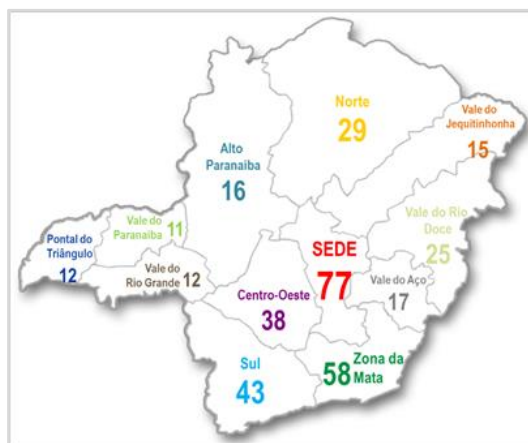 Norte
29
Vale do
Jequitinhonha
15
Alto
Paranaiba
16
Vale do
Paranaiba 11
Vale do Rio
Doce
25
Pontal do
Triângulo
12
Vale do
Rio Grande 12
SEDE
77
Centro-Oeste
38
Vale do Aço
17
Sul
43
58 Zona da
Mata